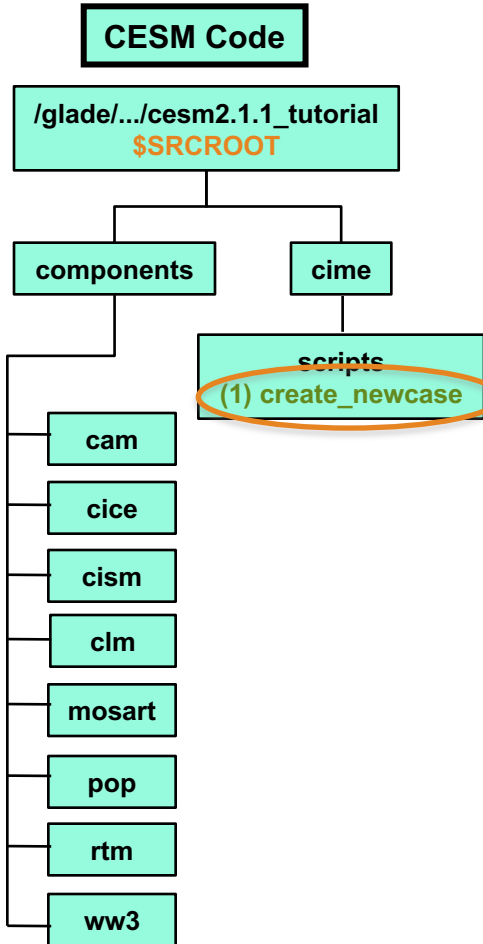 CESM Code
/glade/.../cesm2.1.1_tutorial
$SRCROOT
components
cime
scripts
(1) create_newcase
cam
cice
cism
clm
mosart
pop
rtm
ww3